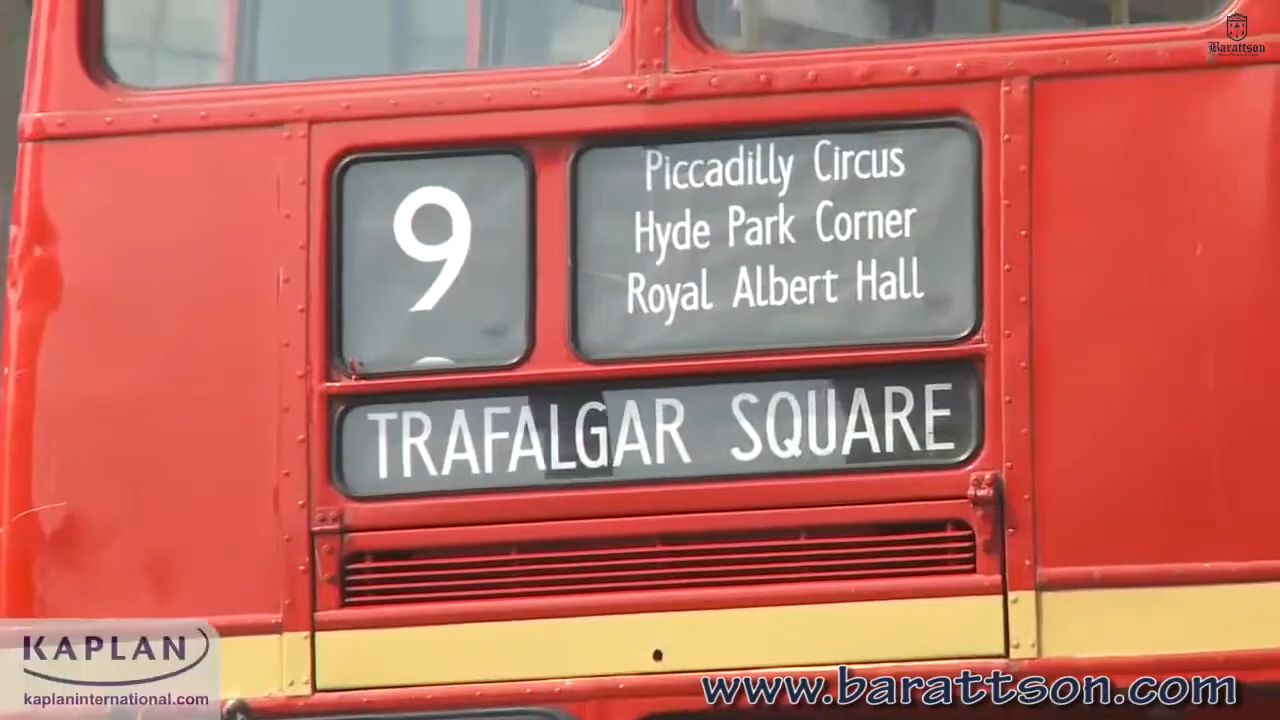 Barattson
9
Piccadilly Circus
Hyde Park Corner
Royal Albert Hall
TRAFALGAR SQUARE
KAPLAN
kaplaninternational.com
www.barattson.com